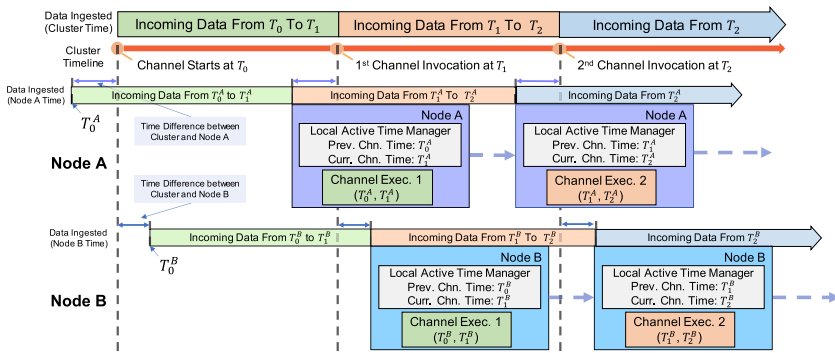 Data Ingested
(Cluster Time)
Incoming Data From T₀ To T₁
Incoming Data From T₁ To T₂
Incoming Data From T₂
Cluster
Timeline
Channel Starts at T₀
1ˢᵗ Channel Invocation at T₁
2ⁿᵈ Channel Invocation at T₂
Data Ingested
(Node A Time)
Incoming Data From T₀ᴬ to T₁ᴬ
Incoming Data From T₁ᴬ To T₂ᴬ
Incoming Data From T₂ᴬ
T₀ᴬ
Time Difference between
Cluster and Node A
Node A
Node A
Local Active Time Manager
Prev. Chn. Time: T₀ᴬ
Curr. Chn. Time: T₁ᴬ
Channel Exec. 1
(T₀ᴬ, T₁ᴬ)
Node A
Local Active Time Manager
Prev. Chn. Time: T₁ᴬ
Curr. Chn. Time: T₂ᴬ
Channel Exec. 2
(T₁ᴬ, T₂ᴬ)
Time Difference between
Cluster and Node B
Data Ingested
(Node B Time)
Incoming Data From T₀ᴮ to T₁ᴮ
Incoming Data From T₁ᴮ To T₂ᴮ
Incoming Data From T₂ᴮ
T₀ᴮ
Node B
Node B
Local Active Time Manager
Prev. Chn. Time: T₀ᴮ
Curr. Chn. Time: T₁ᴮ
Channel Exec. 1
(T₀ᴮ, T₁ᴮ)
Node B
Local Active Time Manager
Prev. Chn. Time: T₁ᴮ
Curr. Chn. Time: T₂ᴮ
Channel Exec. 2
(T₁ᴮ, T₂ᴮ)